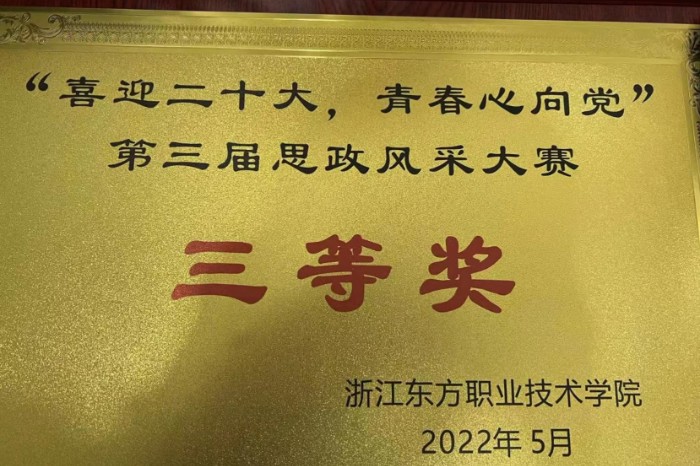 “喜迎二十大，青春心向党”
第三届思政风采大赛
三等奖
浙江东方职业技术学院
2022年5月